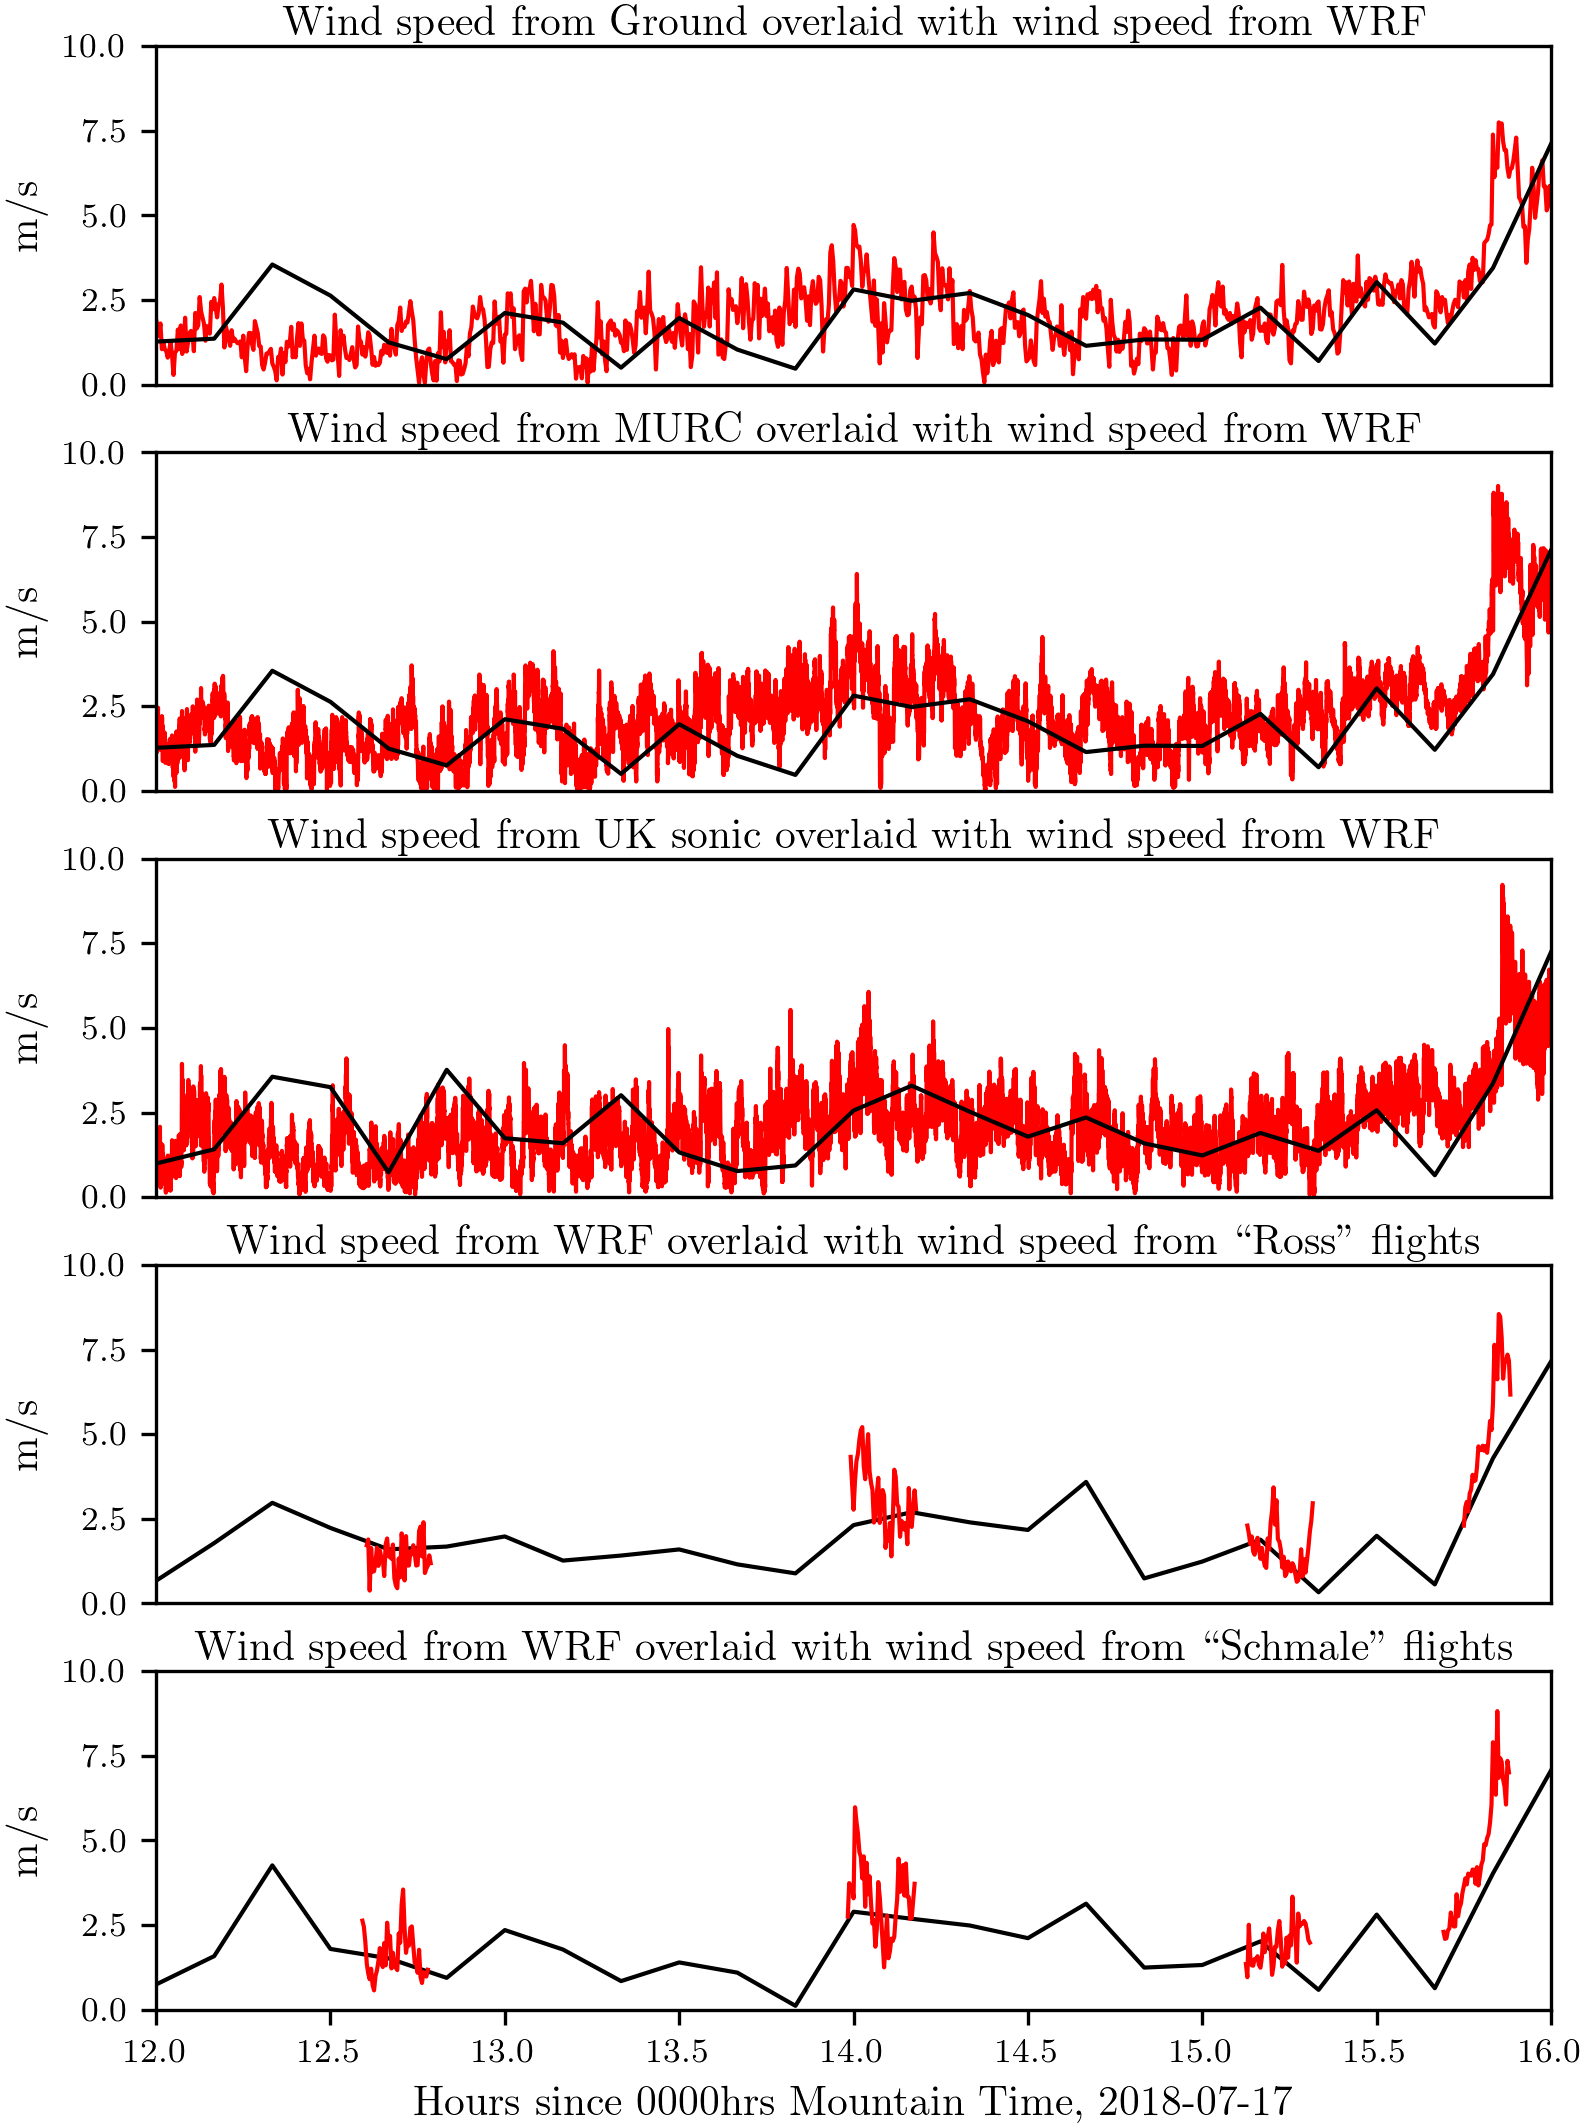 Wind speed from Ground overlaid with wind speed from WRF
10.0
7.5
5.0
2.5
0.0
m/s
Wind speed from MURC overlaid with wind speed from WRF
10.0
7.5
5.0
2.5
0.0
m/s
Wind speed from UK sonic overlaid with wind speed from WRF
10.0
7.5
5.0
2.5
0.0
m/s
Wind speed from WRF overlaid with wind speed from “Ross” flights
10.0
7.5
5.0
2.5
0.0
m/s
Wind speed from WRF overlaid with wind speed from “Schmale” flights
10.0
7.5
5.0
2.5
0.0
m/s
12.0 12.5 13.0 13.5 14.0 14.5 15.0 15.5 16.0
Hours since 0000hrs Mountain Time, 2018-07-17